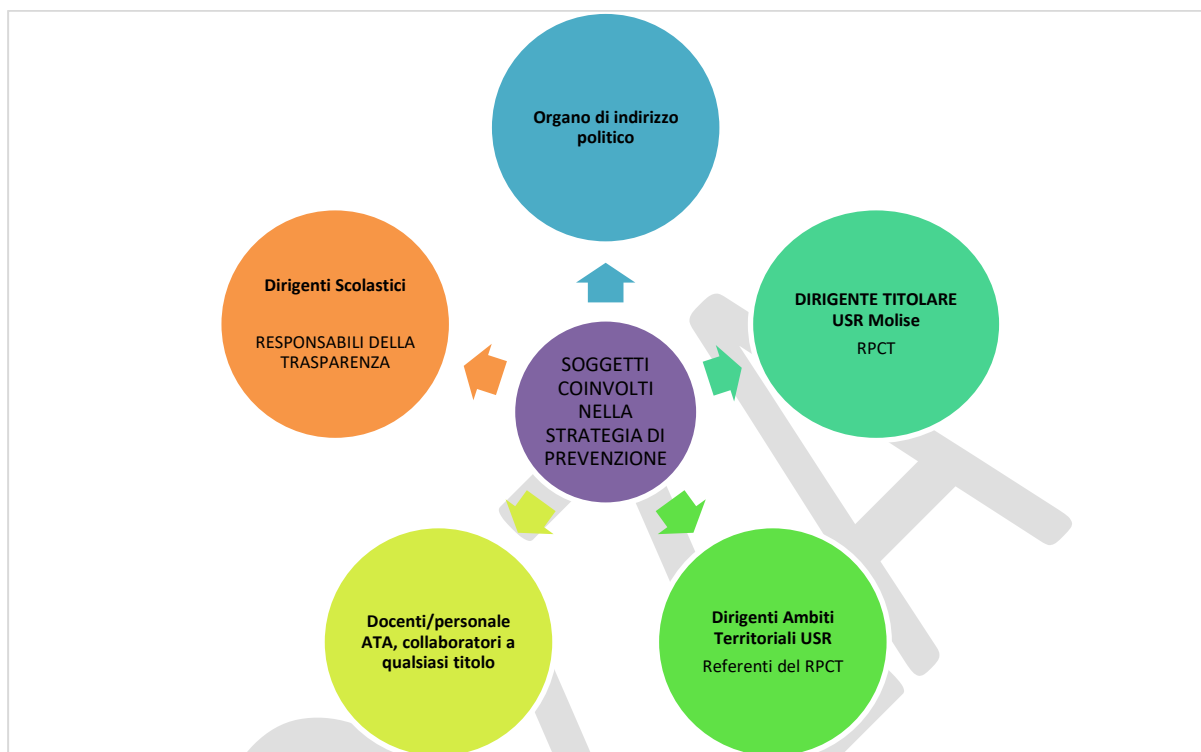 Organo di indirizzo
politico
DIRIGENTE TITOLARE
USR Molise
RPCT
Dirigenti Ambiti
Territoriali USR
Referenti del RPCT
Docenti/personale
ATA, collaboratori a
qualsiasi titolo
Dirigenti Scolastici
RESPONSABILI DELLA
TRASPARENZA
SOGGETTI
COINVOLTI
NELLA
STRATEGIA DI
PREVENZIONE